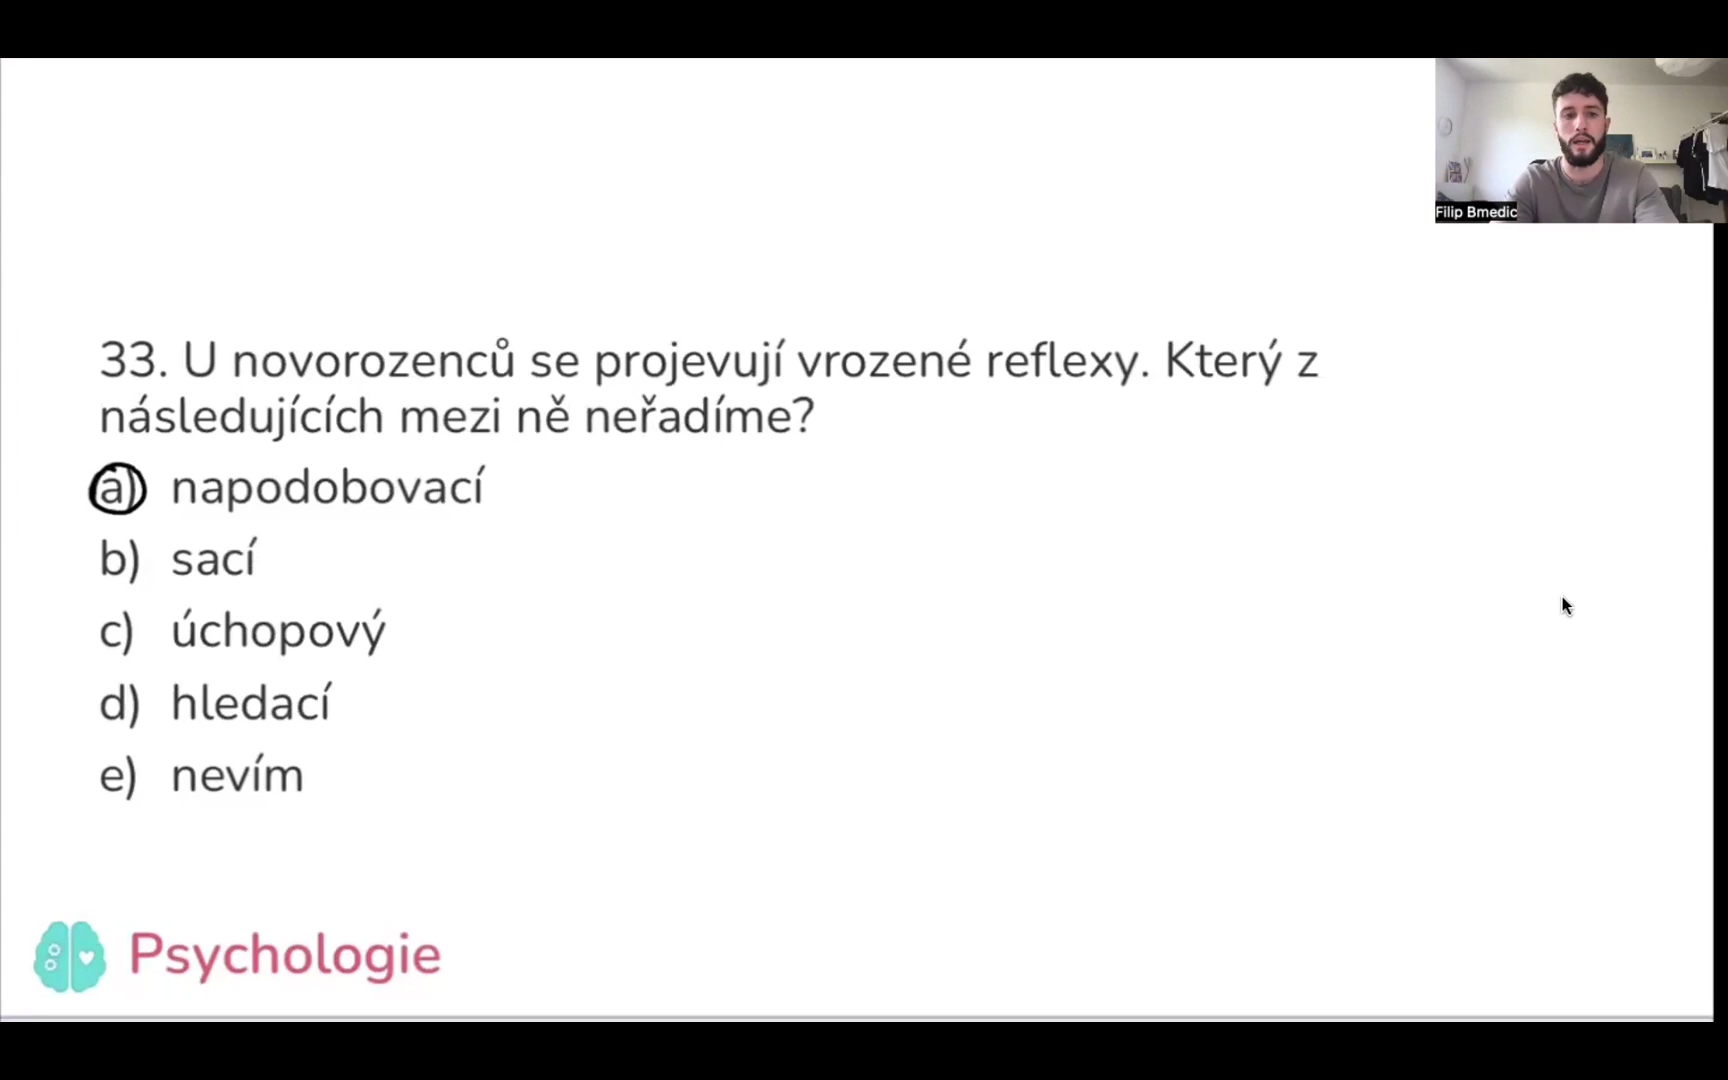 Filip Bmedic
33. U novorozenců se projevují vrozené reflexy. Který z
následujících mezi ně neřadíme?
a) napodobovací
b) sací
c) úchopový
d) hledací
e) nevím
Psychologie